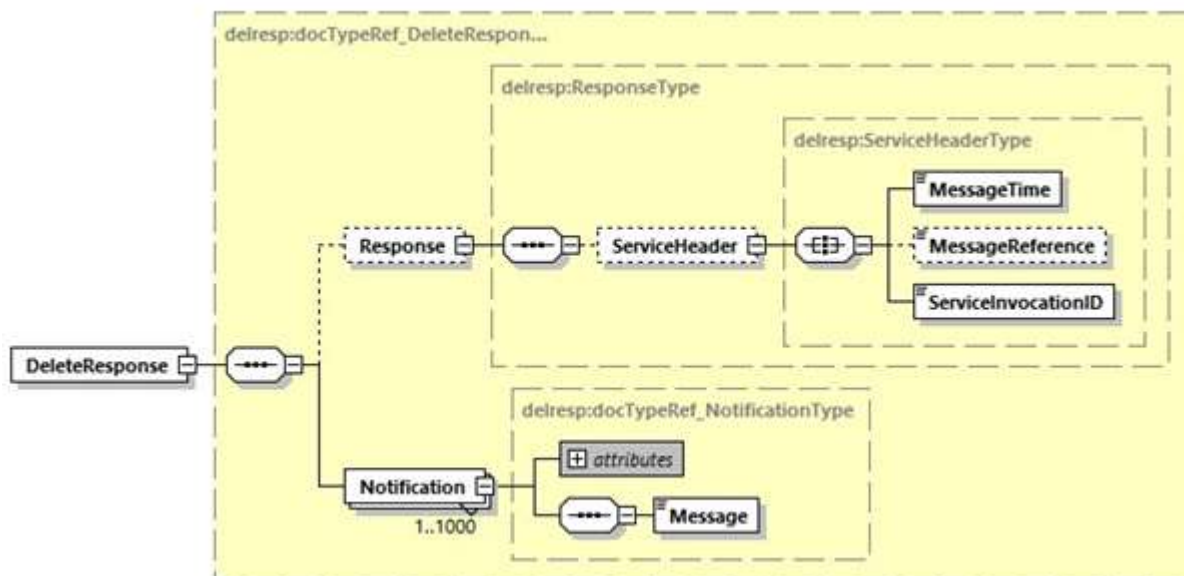 delresp:docTypeRef_DeleteRespon...
delresp:ResponseType
delresp:ServiceHeaderType
MessageTime
Response
ServiceHeader
MessageReference
ServiceInvocationID
DeleteResponse
delresp:docTypeRef_NotificationType
attributes
Notification
Message
1..1000